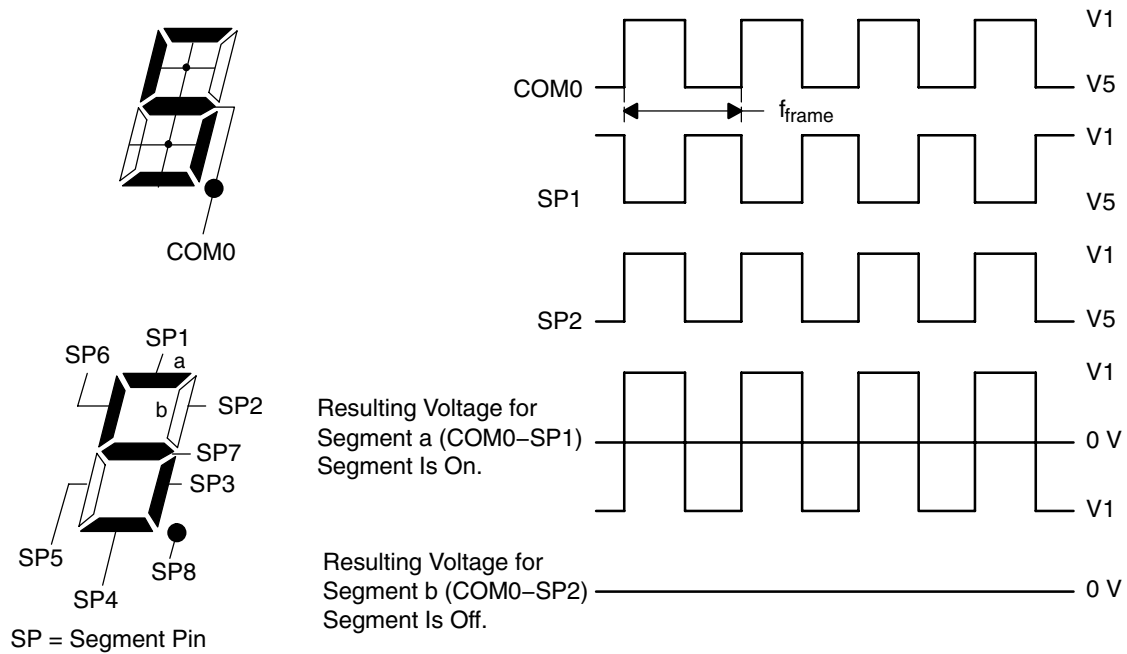 COM0
SP1
a
SP6
b
SP2
SP7
SP3
SP5
SP8
SP4
SP = Segment Pin
V1
COM0
V5
fframe
V1
SP1
V5
V1
SP2
V5
Resulting Voltage for
Segment a (COM0−SP1)
Segment Is On.
V1
0 V
V1
Resulting Voltage for
Segment b (COM0−SP2)
Segment Is Off.
0 V